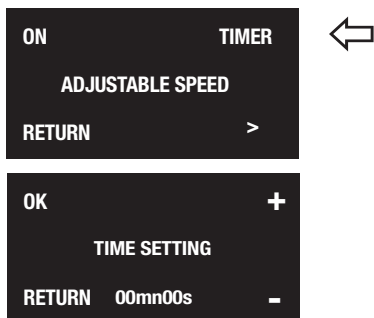 ON TIMER
ADJUSTABLE SPEED
RETURN >
OK +
TIME SETTING
RETURN 00mn00s -